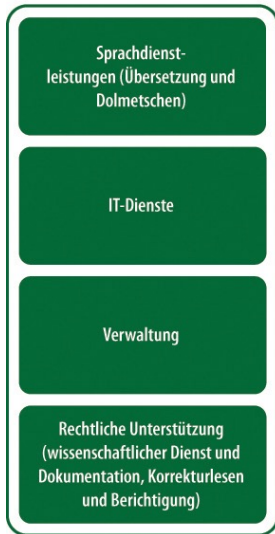 Sprachdienst-
leistungen (Übersetzung und
Dolmetschen)
IT-Dienste
Verwaltung
Rechtliche Unterstützung
(wissenschaftlicher Dienst und
Dokumentation, Korrekturlesen
und Berichtigung)